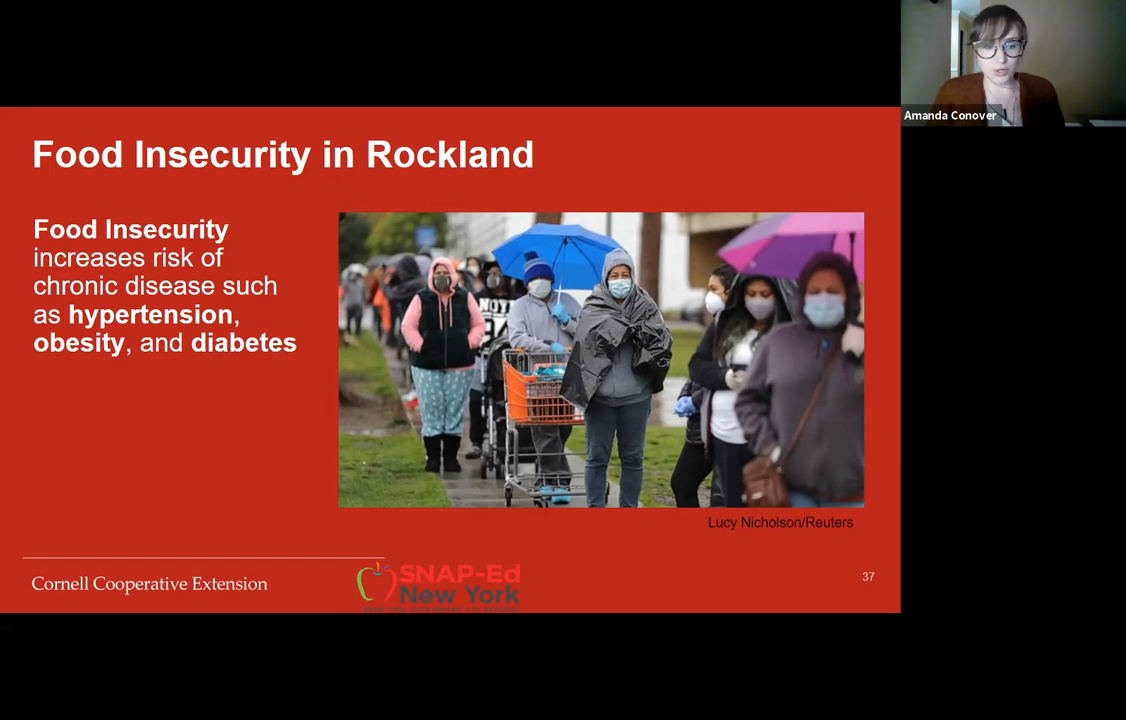 Amanda Conover
Food Insecurity in Rockland
Food Insecurity
increases risk of
chronic disease such
as hypertension,
obesity, and diabetes
Lucy Nicholson/Reuters
Cornell Cooperative Extension
SNAP-Ed
New York
37